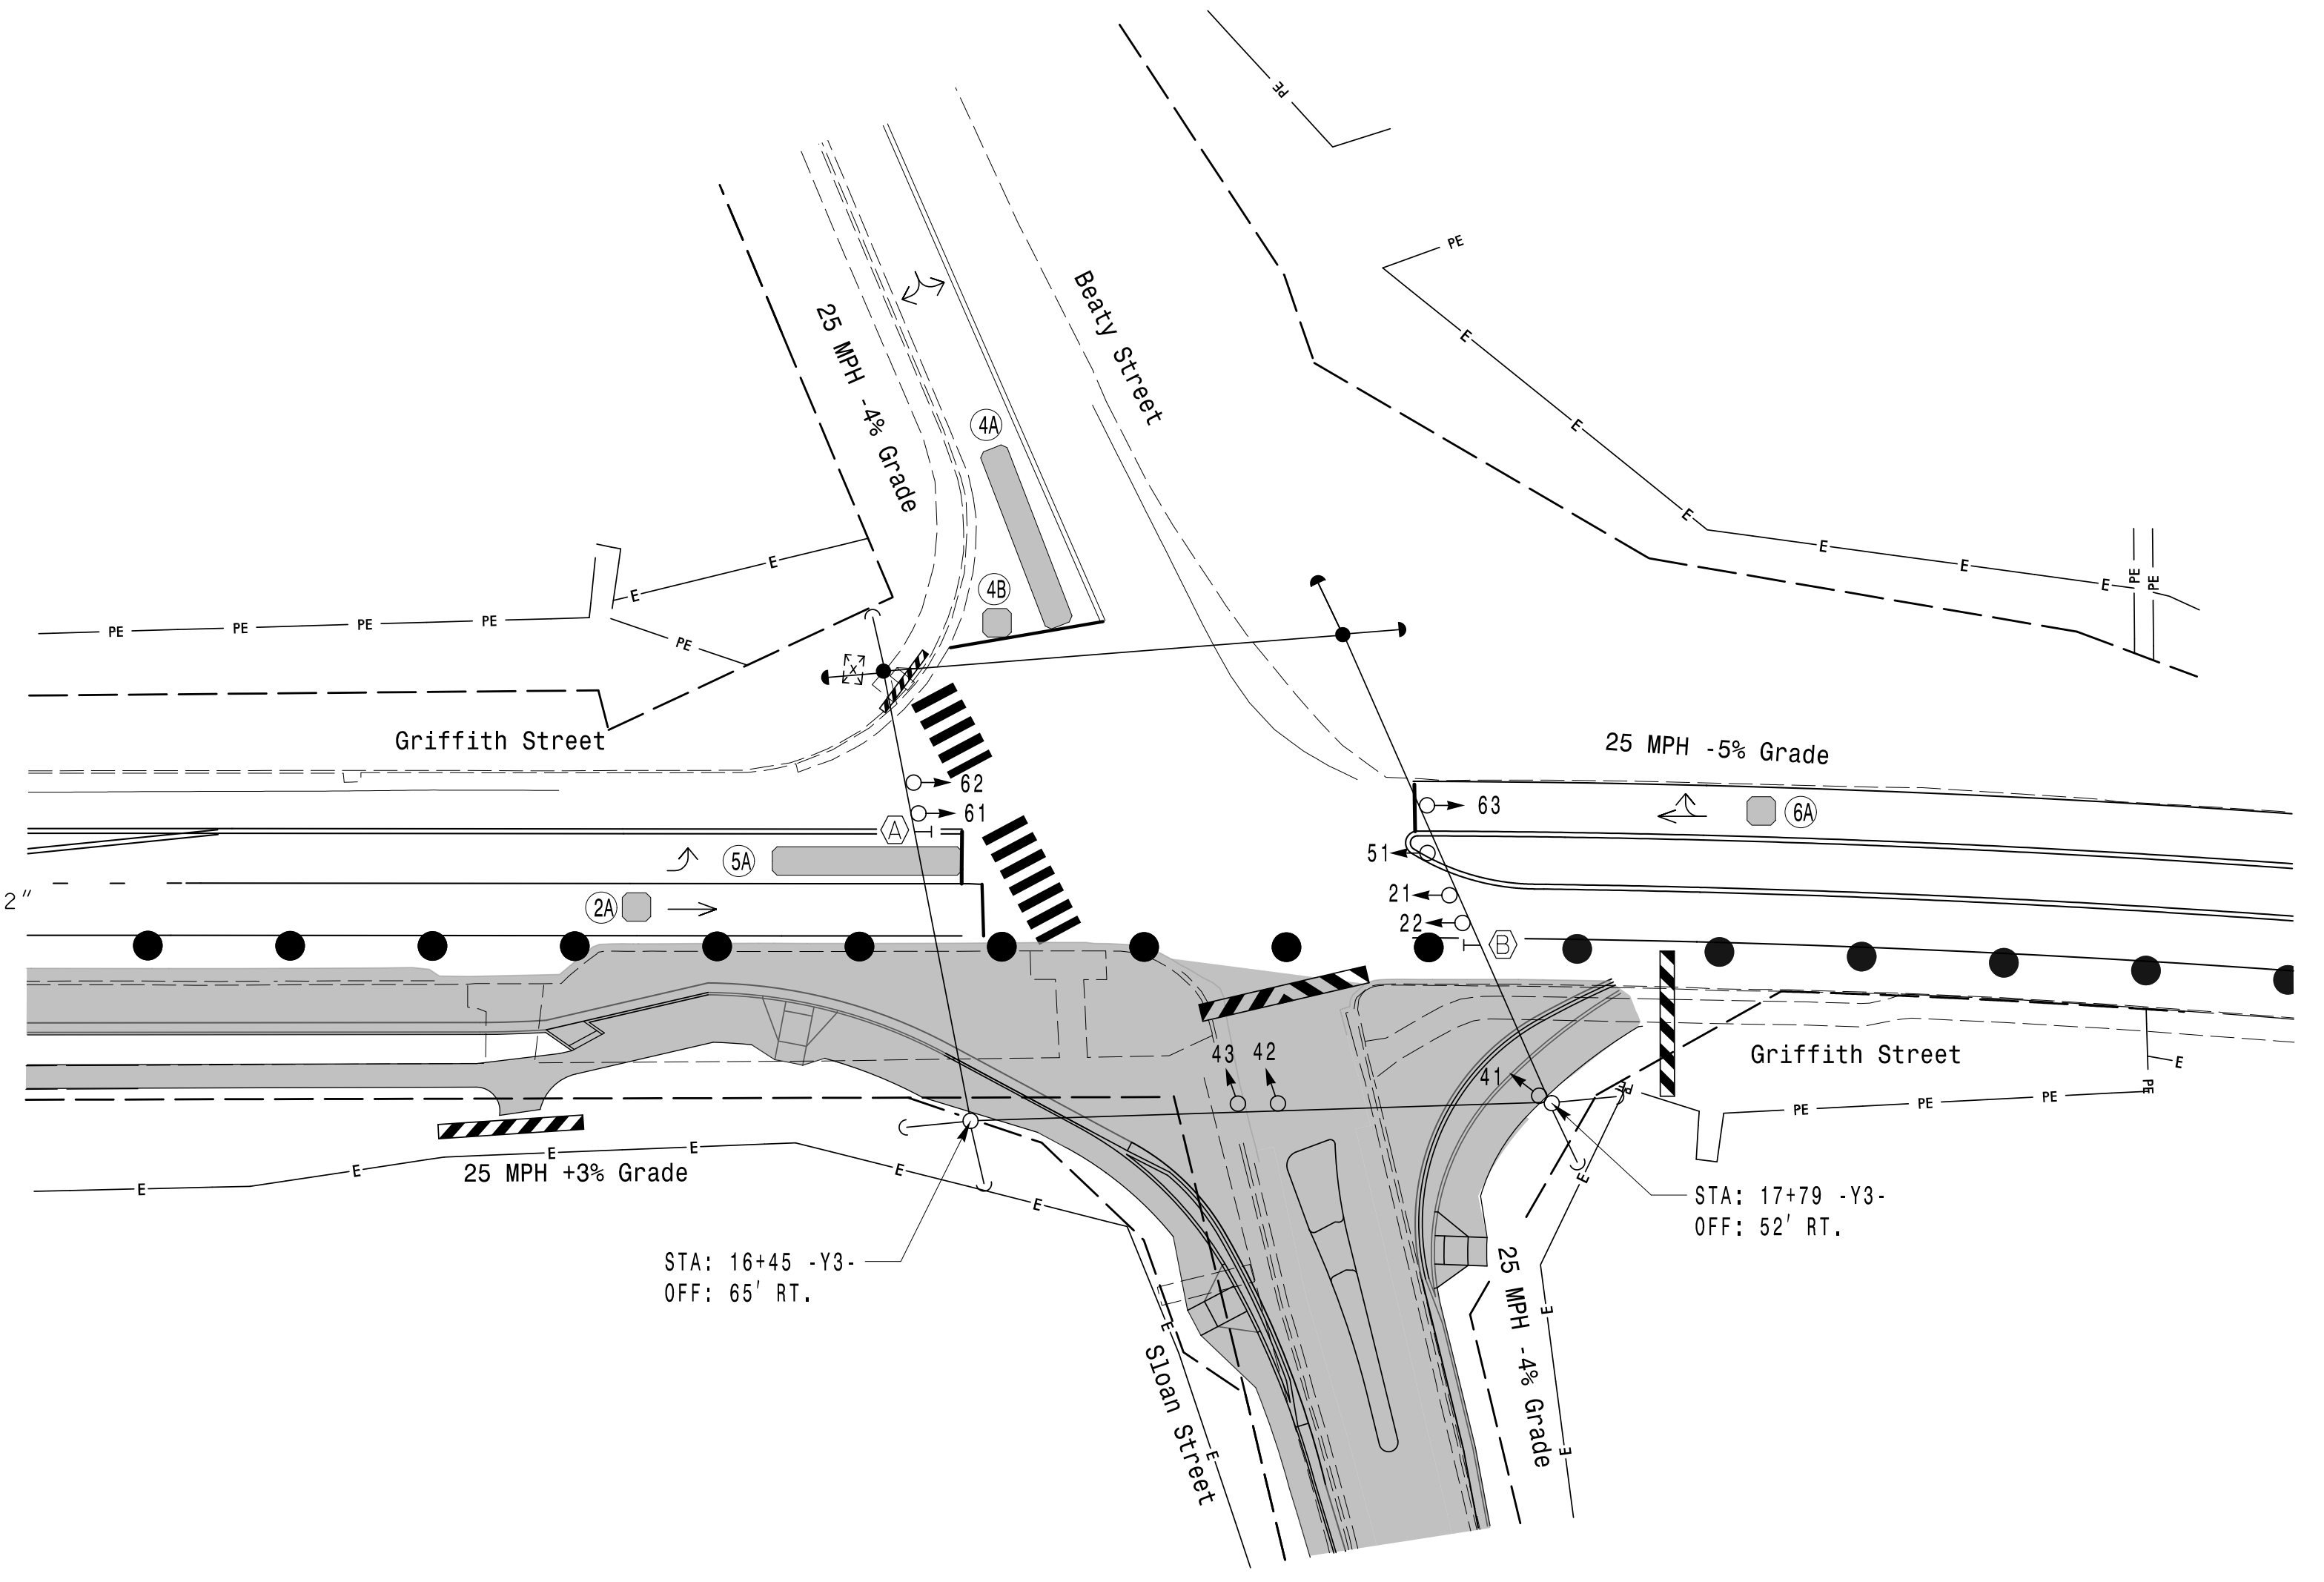 PE
PE
Beaty Street
25 MPH -4% Grade
E
4A
E
E
E
E
E
E
PE
PE
E
E
4B
PE
PE
PE
PE
PE
X
Griffith Street
25 MPH -5% Grade
62
61
63
6A
A
51
5A
21
22
2"
2A
B
43
42
41
PE
Griffith Street
E
PE
PE
PE
PE
E
E
E
E
E
E
25 MPH +3% Grade
E
STA: 17+79 -Y3-
OFF: 52' RT.
STA: 16+45 -Y3-
OFF: 65' RT.
E
E
25 MPH -4% Grade
Sloan Street
E
E